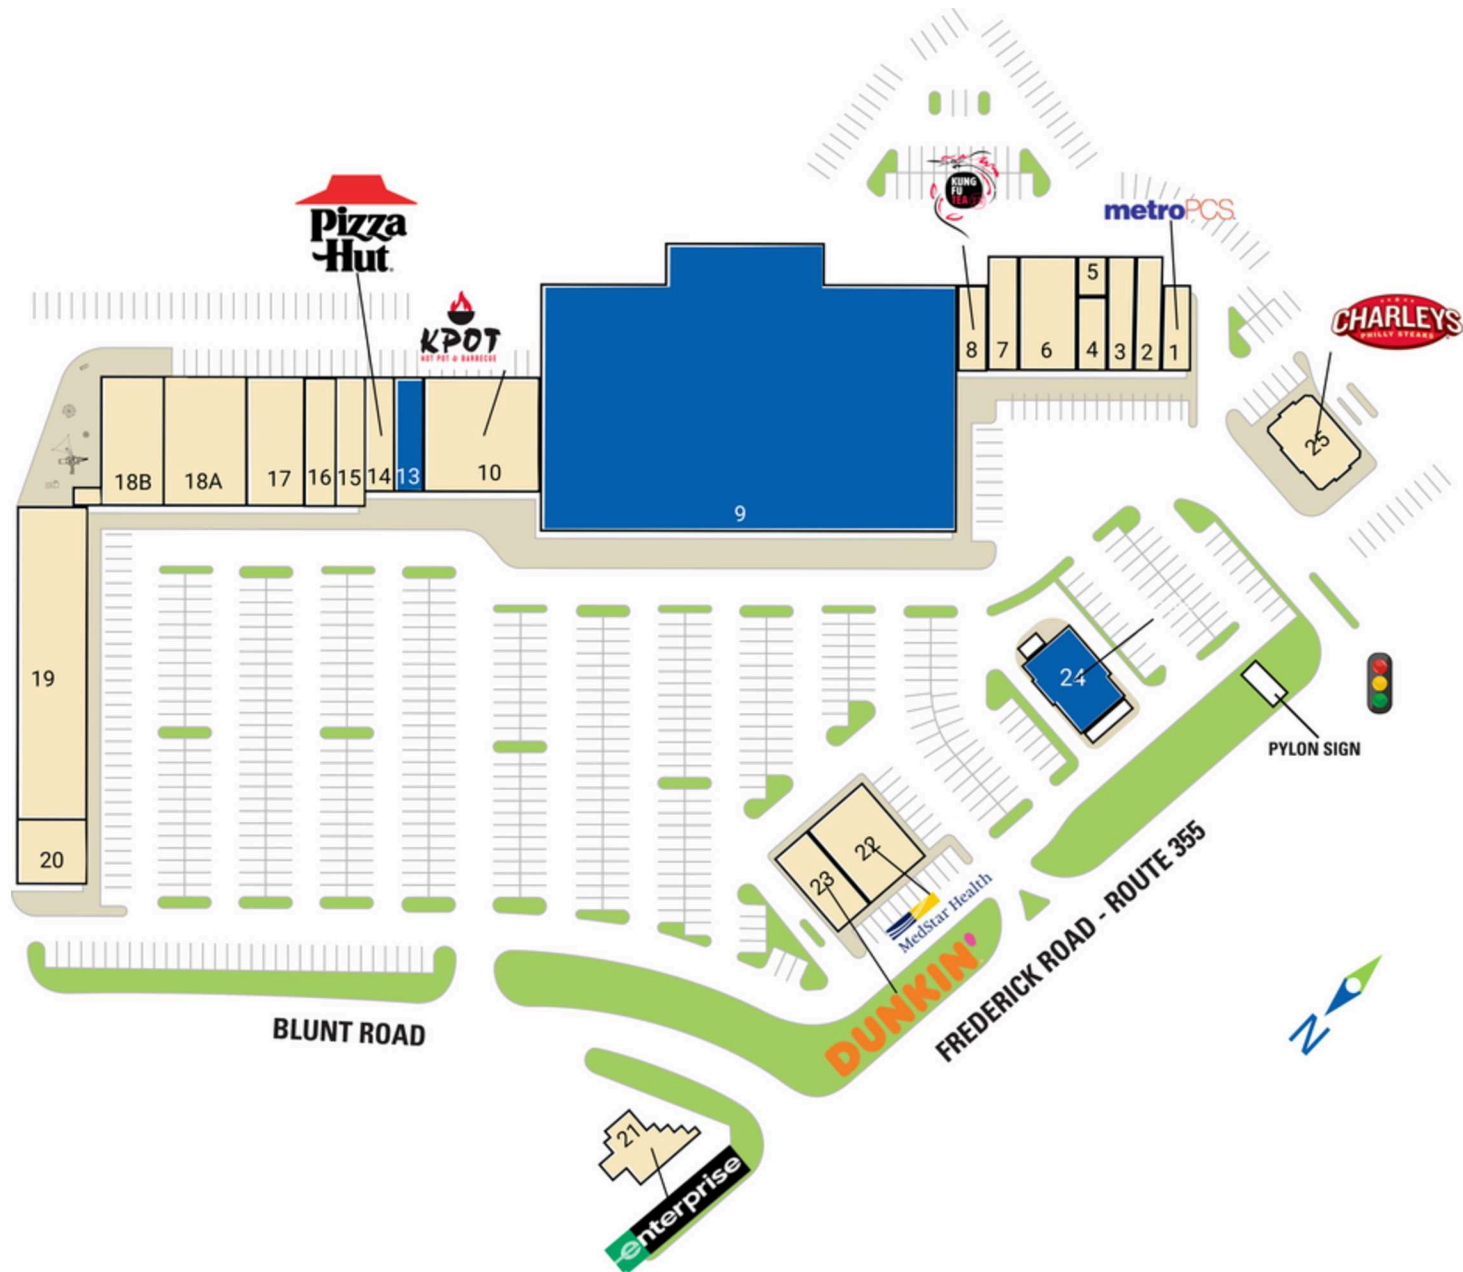 KUNG
FU
TEA
metroPCS.
Pizza
Hut.
KPOT
HOT POT & BARBECUE
CHARLEYS
PHILLY STEAKS
5
8
7
6
4
3
2
1
25
18B
18A
17
16
15
14
13
10
9
19
24
PYLON SIGN
20
22
23
MedStar Health
DUNKIN'
FREDERICK ROAD - ROUTE 355
BLUNT ROAD
N
21
enterprise